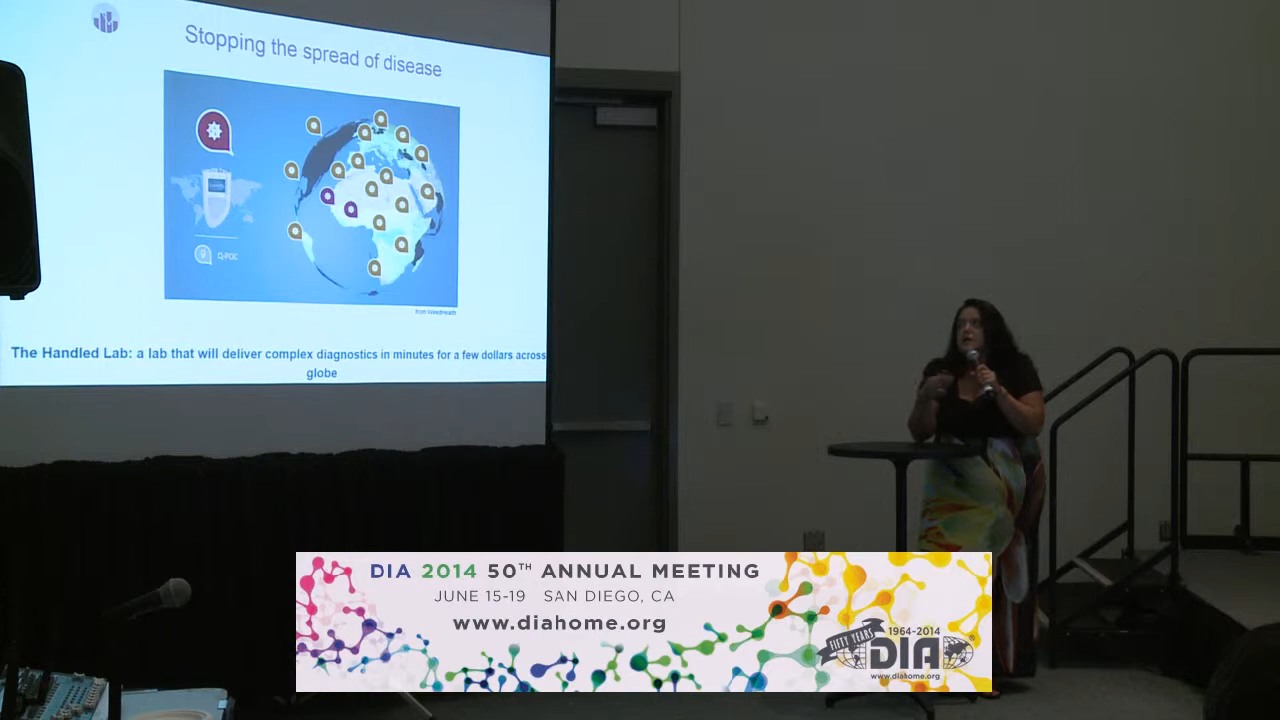 Stopping the spread of disease
Q-POC
The Handled Lab: a lab that will deliver complex diagnostics in minutes for a few dollars across
globe
DIA 2014 50TH ANNUAL MEETING
JUNE 15-19 SAN DIEGO, CA
www.diahome.org
FIFTY YEARS
1964-2014
DIA®
www.diahome.org